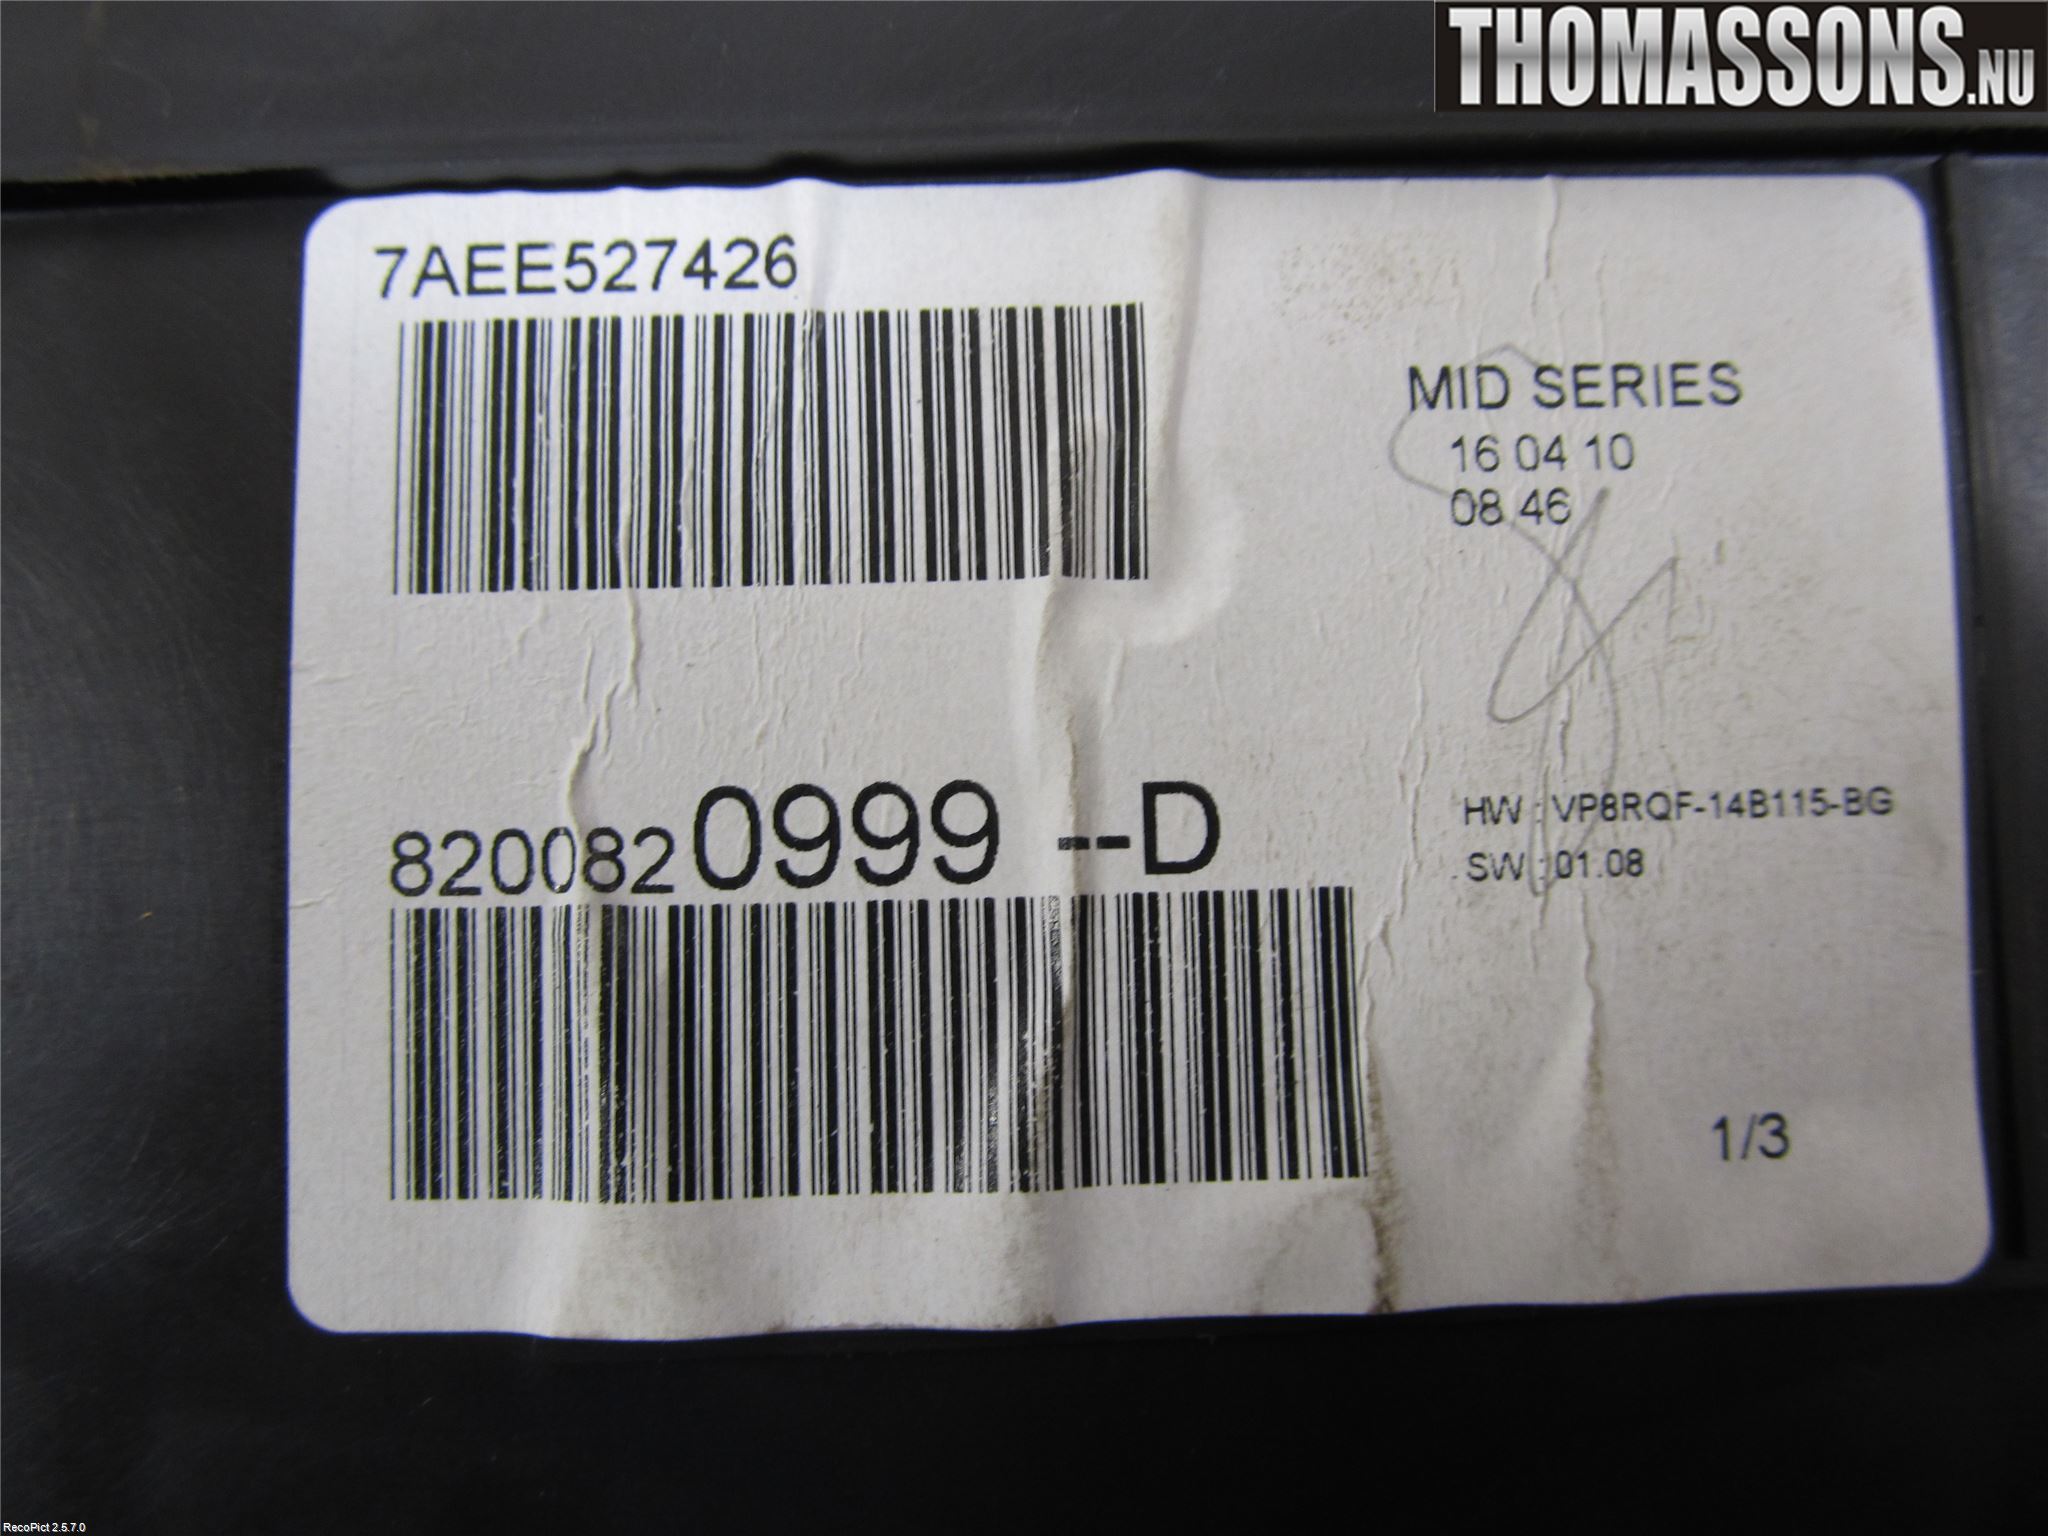 THOMASSONS.NU
7AEE527426
MID SERIES
16 04 10
08 46
8200820999 --D
HW : VP8RQF-14B115-BG
SW : 01.08
1/3
RecoPict 2.5.7.0